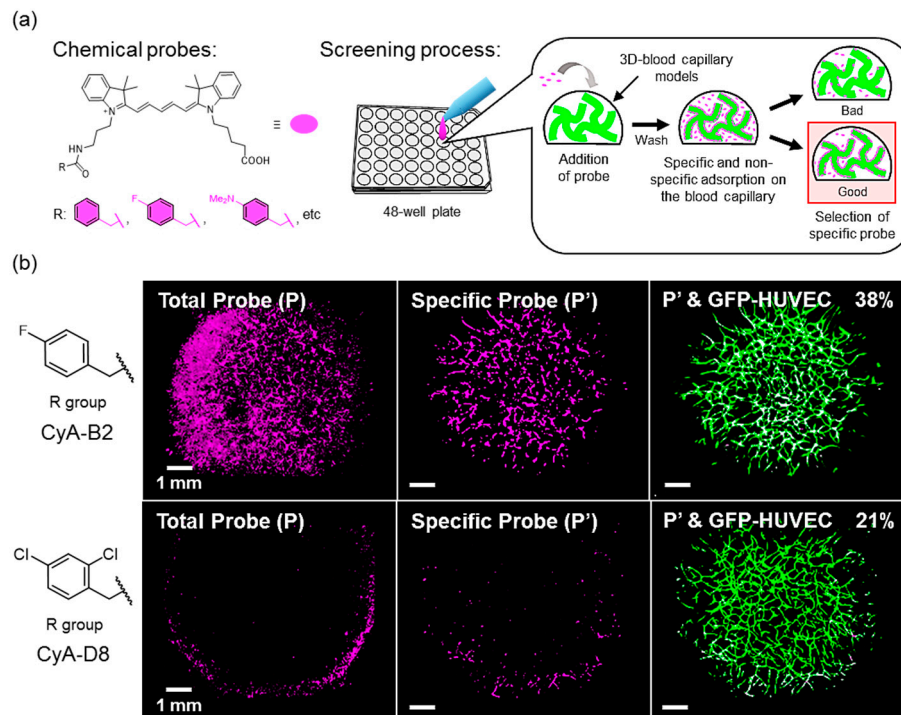 (a)
Chemical probes:
Screening process:
N+
N
HN
R
O
COOH
≡
R:
,
F
,
Me2N
, etc
48-well plate
3D-blood capillary
models
Addition
of probe
Wash
Specific and non-
specific adsorption on
the blood capillary
Bad
Good
Selection of
specific probe
(b)
F
R group
CyA-B2
Total Probe (P)
1 mm
Specific Probe (P')
P' & GFP-HUVEC 38%
Cl
Cl
R group
CyA-D8
Total Probe (P)
1 mm
Specific Probe (P')
P' & GFP-HUVEC 21%